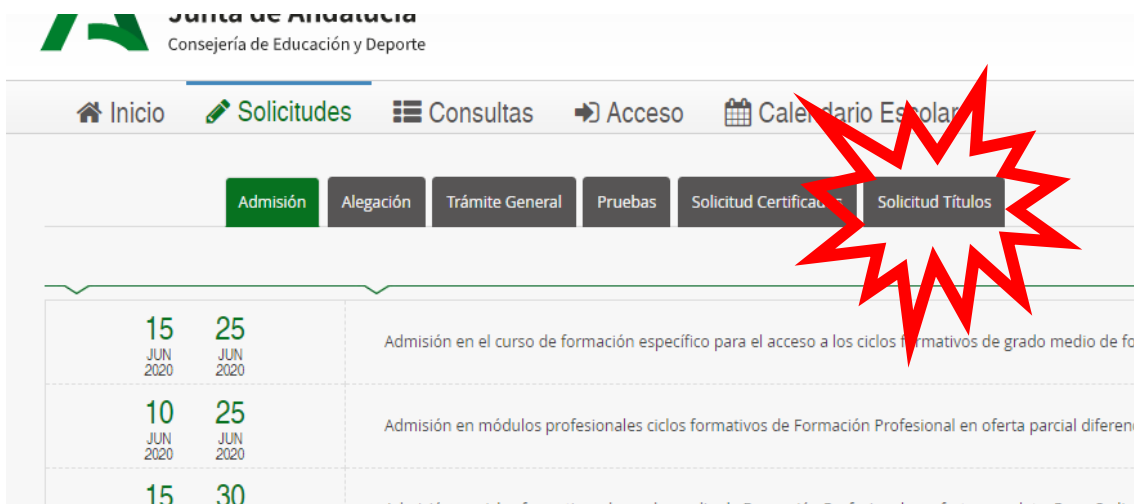 Junta de Andalucía
Consejería de Educación y Deporte
Inicio Solicitudes Consultas Acceso Calendario Escolar
Admisión Alegación Trámite General Pruebas Solicitud Certificados Solicitud Títulos
15 25
JUN JUN
2020 2020
Admisión en el curso de formación específico para el acceso a los ciclos formativos de grado medio de fo
10 25
JUN JUN
2020 2020
Admisión en módulos profesionales ciclos formativos de Formación Profesional en oferta parcial diferen
15 30